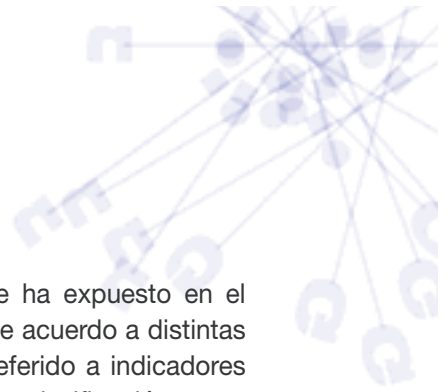 e ha expuesto en el
e acuerdo a distintas
eferido a indicadores